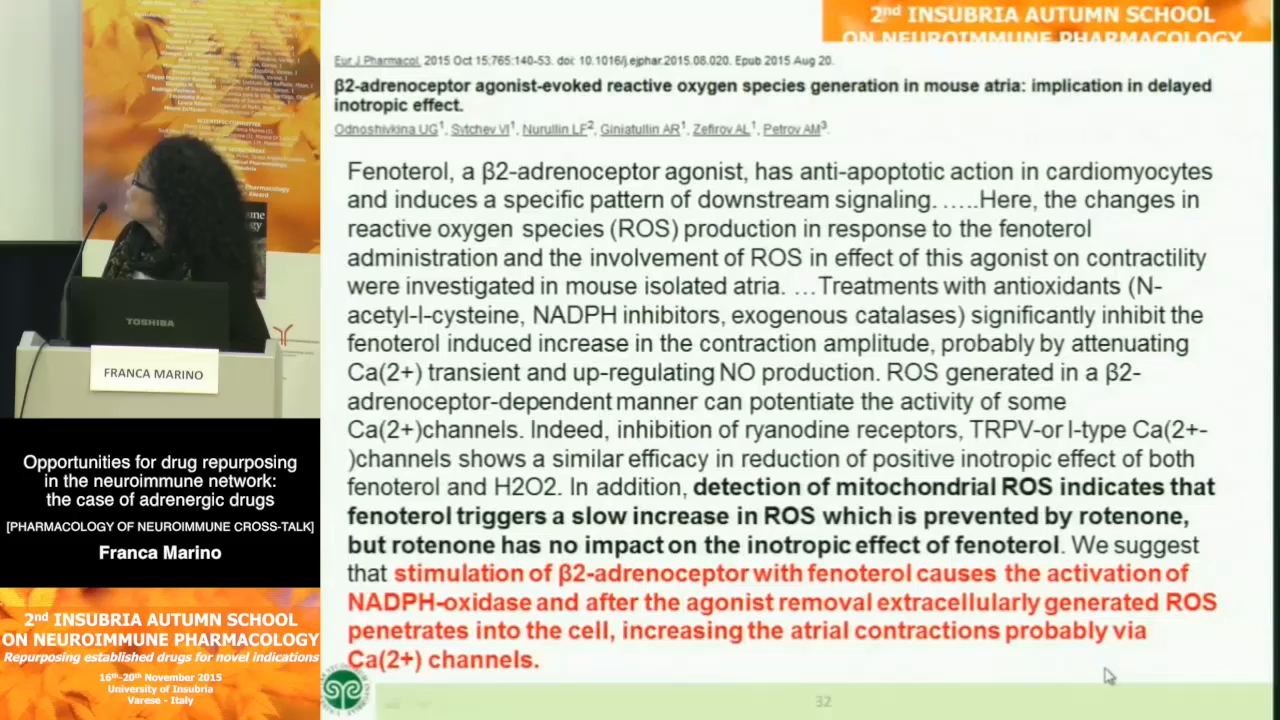 2nd INSUBRIA AUTUMN SCHOOL
ON NEUROIMMUNE PHARMACOLOGY
Eur J Pharmacol. 2015 Oct 15;765:140-53. doi: 10.1016/j.ejphar.2015.08.020. Epub 2015 Aug 20.
β2-adrenoceptor agonist-evoked reactive oxygen species generation in mouse atria: implication in delayed
inotropic effect.
Odnoshivkina UG1, Sytchev VI1, Nurullin LF2, Giniatullin AR1, Zefirov AL1, Petrov AM3.
Fenoterol, a β2-adrenoceptor agonist, has anti-apoptotic action in cardiomyocytes
and induces a specific pattern of downstream signaling. …..Here, the changes in
reactive oxygen species (ROS) production in response to the fenoterol
administration and the involvement of ROS in effect of this agonist on contractility
were investigated in mouse isolated atria. …Treatments with antioxidants (N-
acetyl-l-cysteine, NADPH inhibitors, exogenous catalases) significantly inhibit the
fenoterol induced increase in the contraction amplitude, probably by attenuating
Ca(2+) transient and up-regulating NO production. ROS generated in a β2-
adrenoceptor-dependent manner can potentiate the activity of some
Ca(2+)channels. Indeed, inhibition of ryanodine receptors, TRPV-or l-type Ca(2+-
)channels shows a similar efficacy in reduction of positive inotropic effect of both
fenoterol and H2O2. In addition, detection of mitochondrial ROS indicates that
fenoterol triggers a slow increase in ROS which is prevented by rotenone,
but rotenone has no impact on the inotropic effect of fenoterol. We suggest
that stimulation of β2-adrenoceptor with fenoterol causes the activation of
NADPH-oxidase and after the agonist removal extracellularly generated ROS
penetrates into the cell, increasing the atrial contractions probably via
Ca(2+) channels.
32
TOSHIBA
FRANCA MARINO
Opportunities for drug repurposing
in the neuroimmune network:
the case of adrenergic drugs
[PHARMACOLOGY OF NEUROIMMUNE CROSS-TALK]
Franca Marino
2nd INSUBRIA AUTUMN SCHOOL
ON NEUROIMMUNE PHARMACOLOGY
Repurposing established drugs for novel indications
16th-20th November 2015
University of Insubria
Varese - Italy